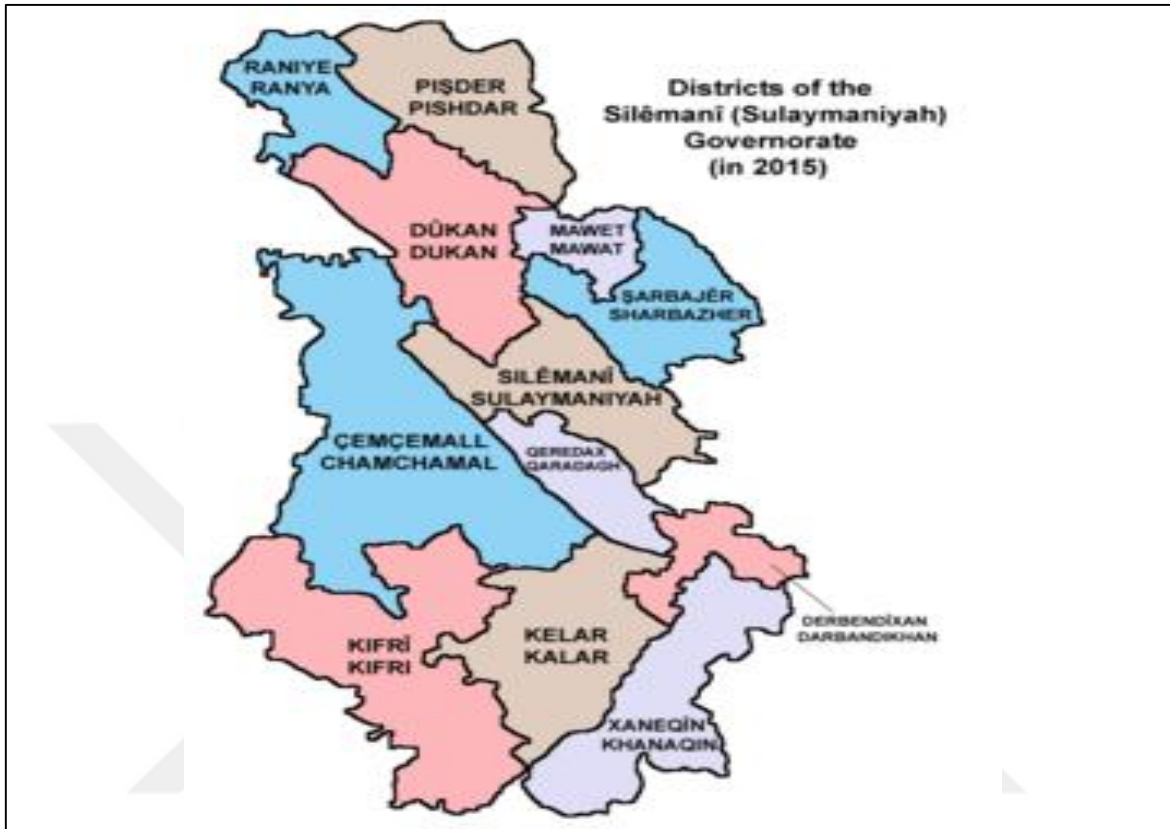 RANIYE
RANYA
PIŞDER
PISHDAR
Districts of the
Silêmanî (Sulaymaniyah)
Governorate
(in 2015)
DÛKAN
DUKAN
MAWET
MAWAT
ŞARBAJÊR
SHARBAZHER
SILÊMANÎ
SULAYMANIYAH
ÇEMÇEMALL
CHAMCHAMAL
QEREDAX
QARADAGH
DERBENDÎXAN
DARBANDIKHAN
KIFRÎ
KIFRI
KELAR
KALAR
XANEQÎN
KHANAQIN